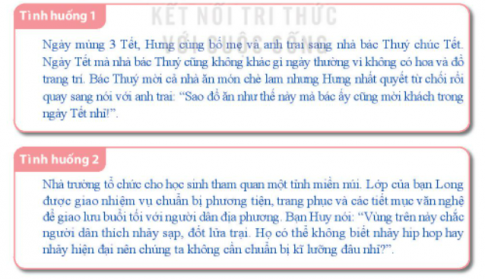 Tình huống 1
KẾT NỐI TRI THỨC
VỚI CUỘC SỐNG
Ngày mùng 3 Tết, Hưng cùng bố mẹ và anh trai sang nhà bác Thuý chúc Tết.
Ngày Tết mà nhà bác Thuý cũng không khác gì ngày thường vì không có hoa và đồ
trang trí. Bác Thuý mời cả nhà ăn món chè lam nhưng Hưng nhất quyết từ chối rồi
quay sang nói với anh trai: “Sao đồ ăn như thế này mà bác ấy cũng mời khách trong
ngày Tết nhỉ!”.
Tình huống 2
Nhà trường tổ chức cho học sinh tham quan một tỉnh miền núi. Lớp của bạn Long
được giao nhiệm vụ chuẩn bị phương tiện, trang phục và các tiết mục văn nghệ
để giao lưu buổi tối với người dân địa phương. Bạn Huy nói: “Vùng trên này chắc
người dân thích nhảy sạp, đốt lửa trại. Họ có thể không biết nhảy hip hop hay
nhảy hiện đại nên chúng ta không cần chuẩn bị kĩ lưỡng đâu nhỉ?”.